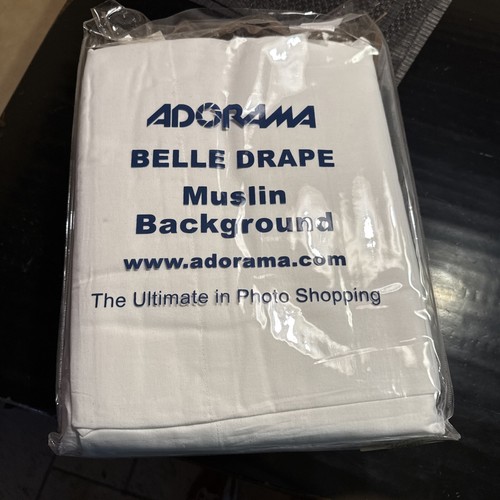 ADORAMA
BELLE DRAPE
Muslin
Background
www.adorama.com
The Ultimate in Photo Shopping